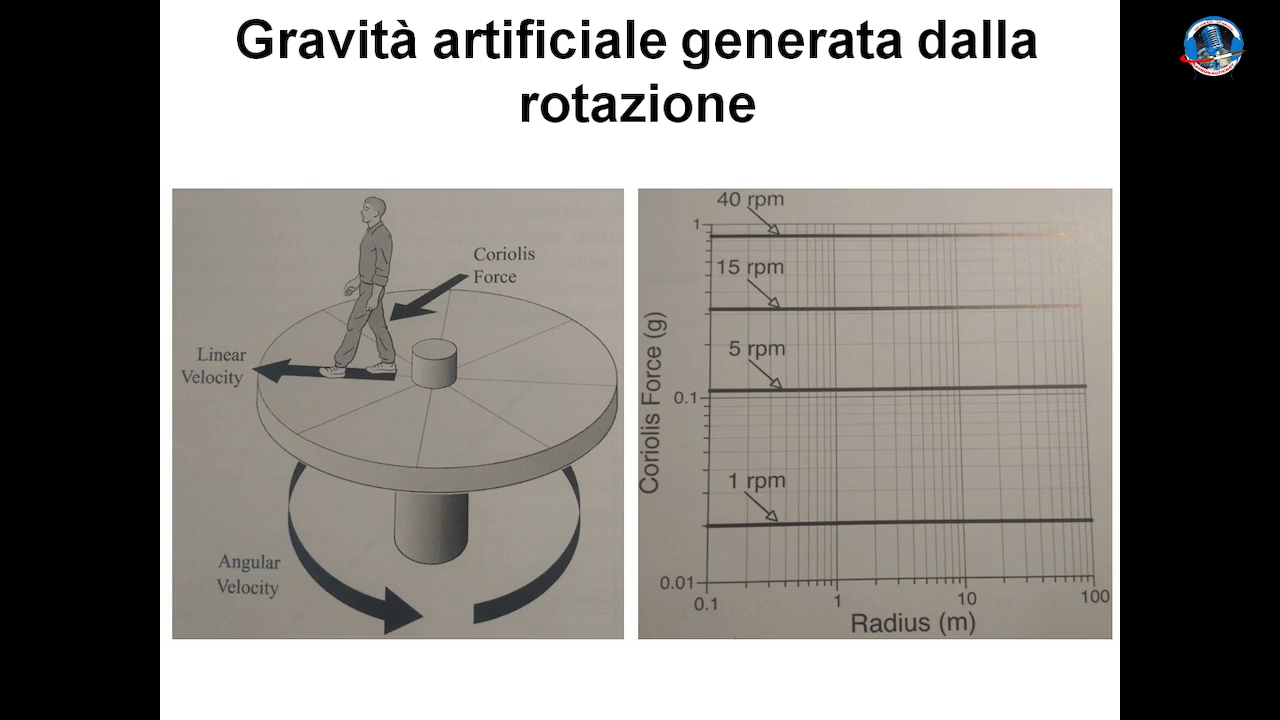 Gravità artificiale generata dalla
rotazione
Coriolis
Force
Linear
Velocity
Angular
Velocity
40 rpm
1
15 rpm
5 rpm
0.1
1 rpm
0.01
0.1
1
10
100
Radius (m)
Coriolis Force (g)